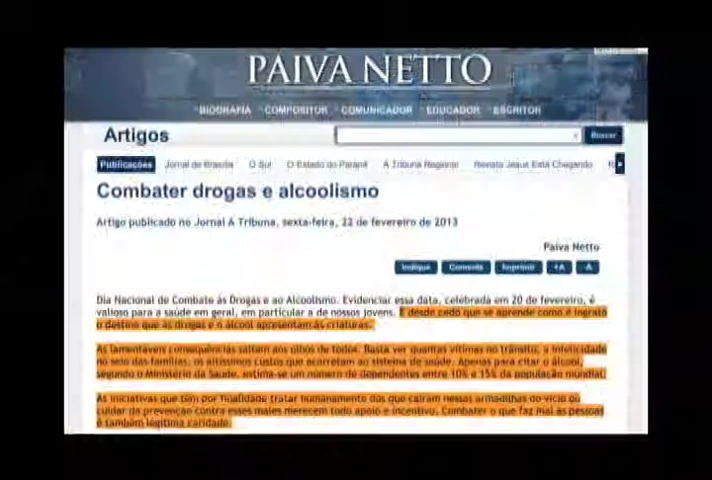 PAIVA NETTO
BIOGRAFIA COMPOSITOR COMUNICADOR EDUCADOR ESCRITOR
Artigos
Buscar
Publicações Jornal de Brasília O Sul O Estado do Paraná A Tribuna Regional Revista Jesus Está Chegando
Combater drogas e alcoolismo
Artigo publicado no Jornal A Tribuna, sexta-feira, 22 de fevereiro de 2013
Paiva Netto
Indique Comente Imprimir +A -A
Dia Nacional de Combate às Drogas e ao Alcoolismo. Evidenciar essa data, celebrada em 20 de fevereiro, é
valioso para a saúde em geral, em particular a de nossos jovens. É desde cedo que se aprende como é ingrato
o destino que as drogas e o álcool apresentam às criaturas.
As lamentáveis consequências saltam aos olhos de todos. Basta ver quantas vítimas no trânsito, a infelicidade
no seio das famílias, os altíssimos custos que acarretam ao sistema de saúde. Apenas para citar o álcool,
segundo o Ministério da Saúde, estima-se um número de dependentes entre 10% e 15% da população mundial.
As iniciativas que têm por finalidade tratar humanamente dos que caíram nessas armadilhas do vício ou
cuidar da prevenção contra esses males merecem todo apoio e incentivo. Combater o que faz mal às pessoas
é também legítima caridade.